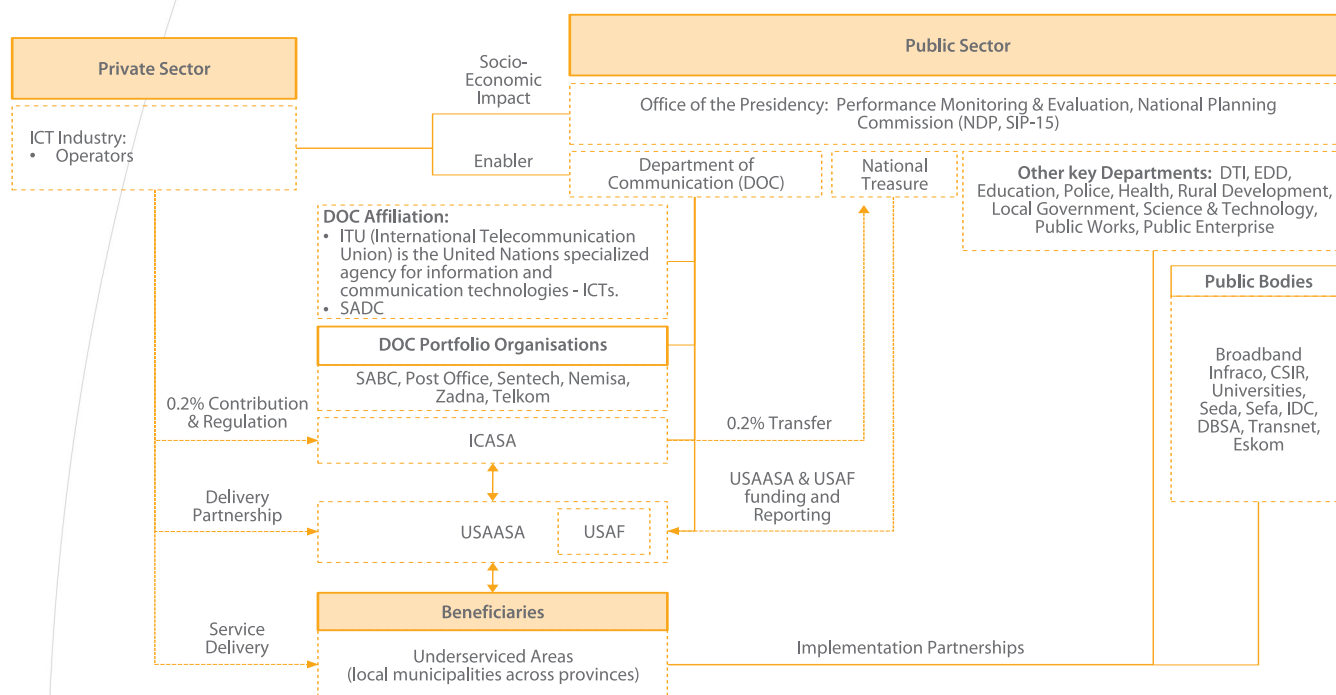 Private Sector
ICT Industry:
• Operators
Socio-
Economic
Impact
Enabler
Public Sector
Office of the Presidency: Performance Monitoring & Evaluation, National Planning
Commission (NDP, SIP-15)
Department of
Communication (DOC)
National
Treasure
Other key Departments: DTI, EDD,
Education, Police, Health, Rural Development,
Local Government, Science & Technology,
Public Works, Public Enterprise
DOC Affiliation:
• ITU (International Telecommunication
Union) is the United Nations specialized
agency for information and
communication technologies - ICTs.
• SADC
Public Bodies
Broadband
Infraco, CSIR,
Universities,
Seda, Sefa, IDC,
DBSA, Transnet,
Eskom
DOC Portfolio Organisations
SABC, Post Office, Sentech, Nemisa,
Zadna, Telkom
0.2% Contribution
& Regulation
ICASA
0.2% Transfer
Delivery
Partnership
USAASA
USAF
USAASA & USAF
funding and
Reporting
Beneficiaries
Service
Delivery
Underserviced Areas
(local municipalities across provinces)
Implementation Partnerships